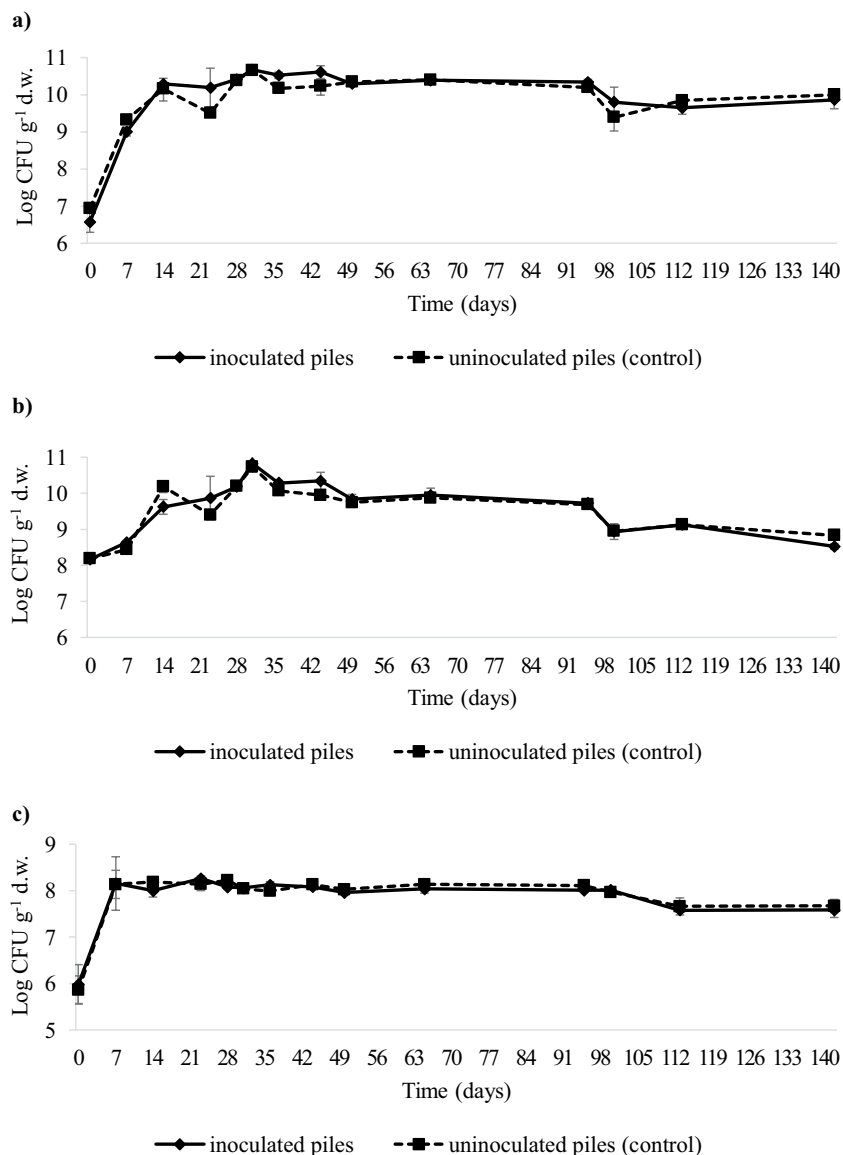 a)
11
10
9
8
7
6
Log CFU g-1 d.w.
0 7 14 21 28 35 42 49 56 63 70 77 84 91 98 105 112 119 126 133 140
Time (days)
inoculated piles uninoculated piles (control)
b)
11
10
9
8
7
6
Log CFU g-1 d.w.
0 7 14 21 28 35 42 49 56 63 70 77 84 91 98 105 112 119 126 133 140
Time (days)
inoculated piles uninoculated piles (control)
c)
9
8
7
6
5
Log CFU g-1 d.w.
0 7 14 21 28 35 42 49 56 63 70 77 84 91 98 105 112 119 126 133 140
Time (days)
inoculated piles uninoculated piles (control)